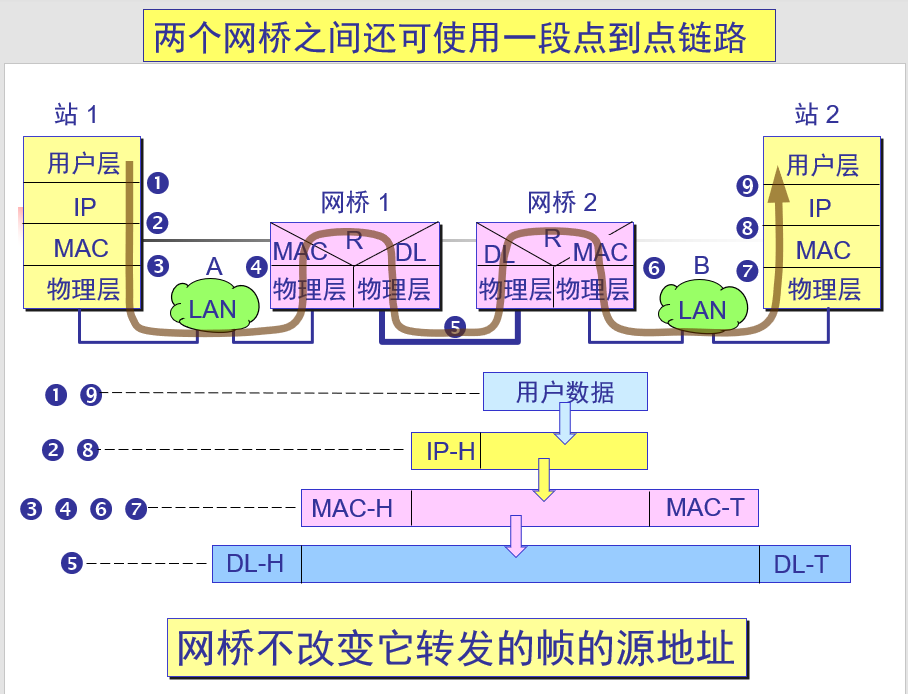 两个网桥之间还可使用一段点到点链路
站 1
站 2
用户层
用户层
❶
❾
网桥 1
网桥 2
IP
IP
❷
❽
MAC
R
DL
DL
R
MAC
MAC
MAC
❸
A
❹
❻
B
❼
物理层
物理层
物理层
物理层
物理层
物理层
LAN
LAN
❺
❶ ❾
用户数据
❷ ❽
IP-H
❸ ❹ ❻ ❼
MAC-H
MAC-T
❺
DL-H
DL-T
网桥不改变它转发的帧的源地址